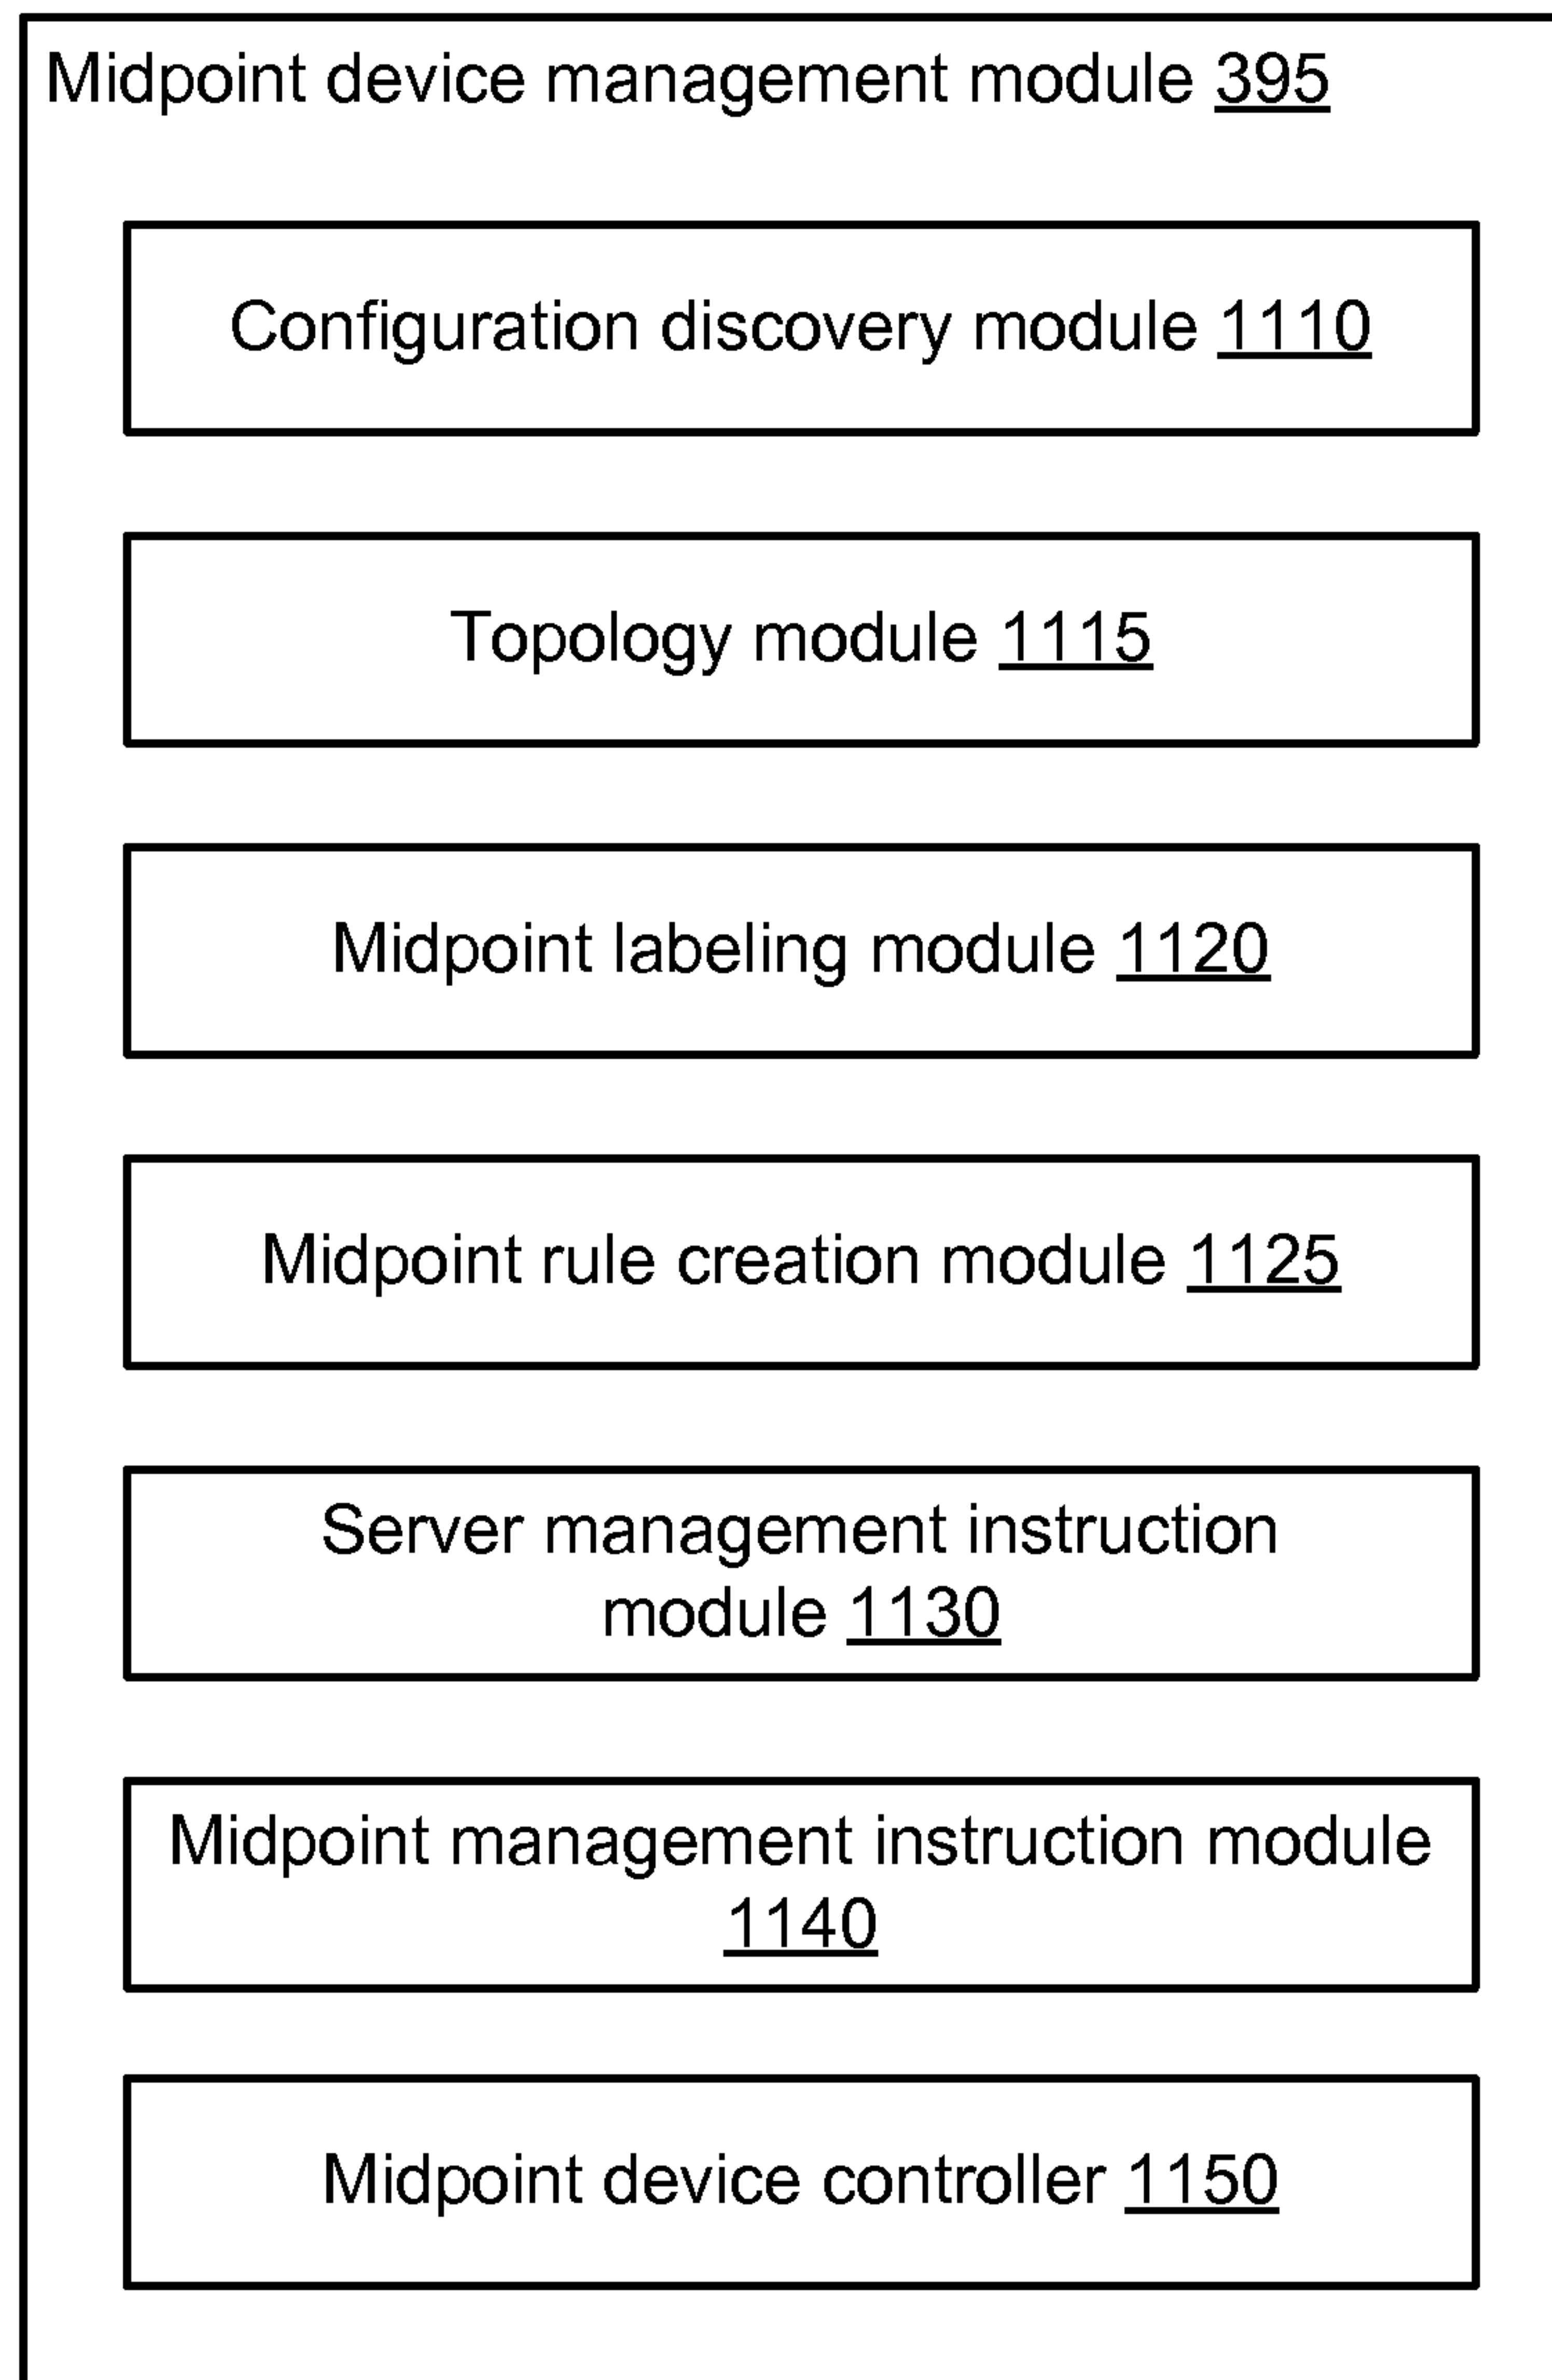 Midpoint device management module 395
Configuration discovery module 1110
Topology module 1115
Midpoint labeling module 1120
Midpoint rule creation module 1125
Server management instruction
module 1130
Midpoint management instruction module
1140
Midpoint device controller 1150